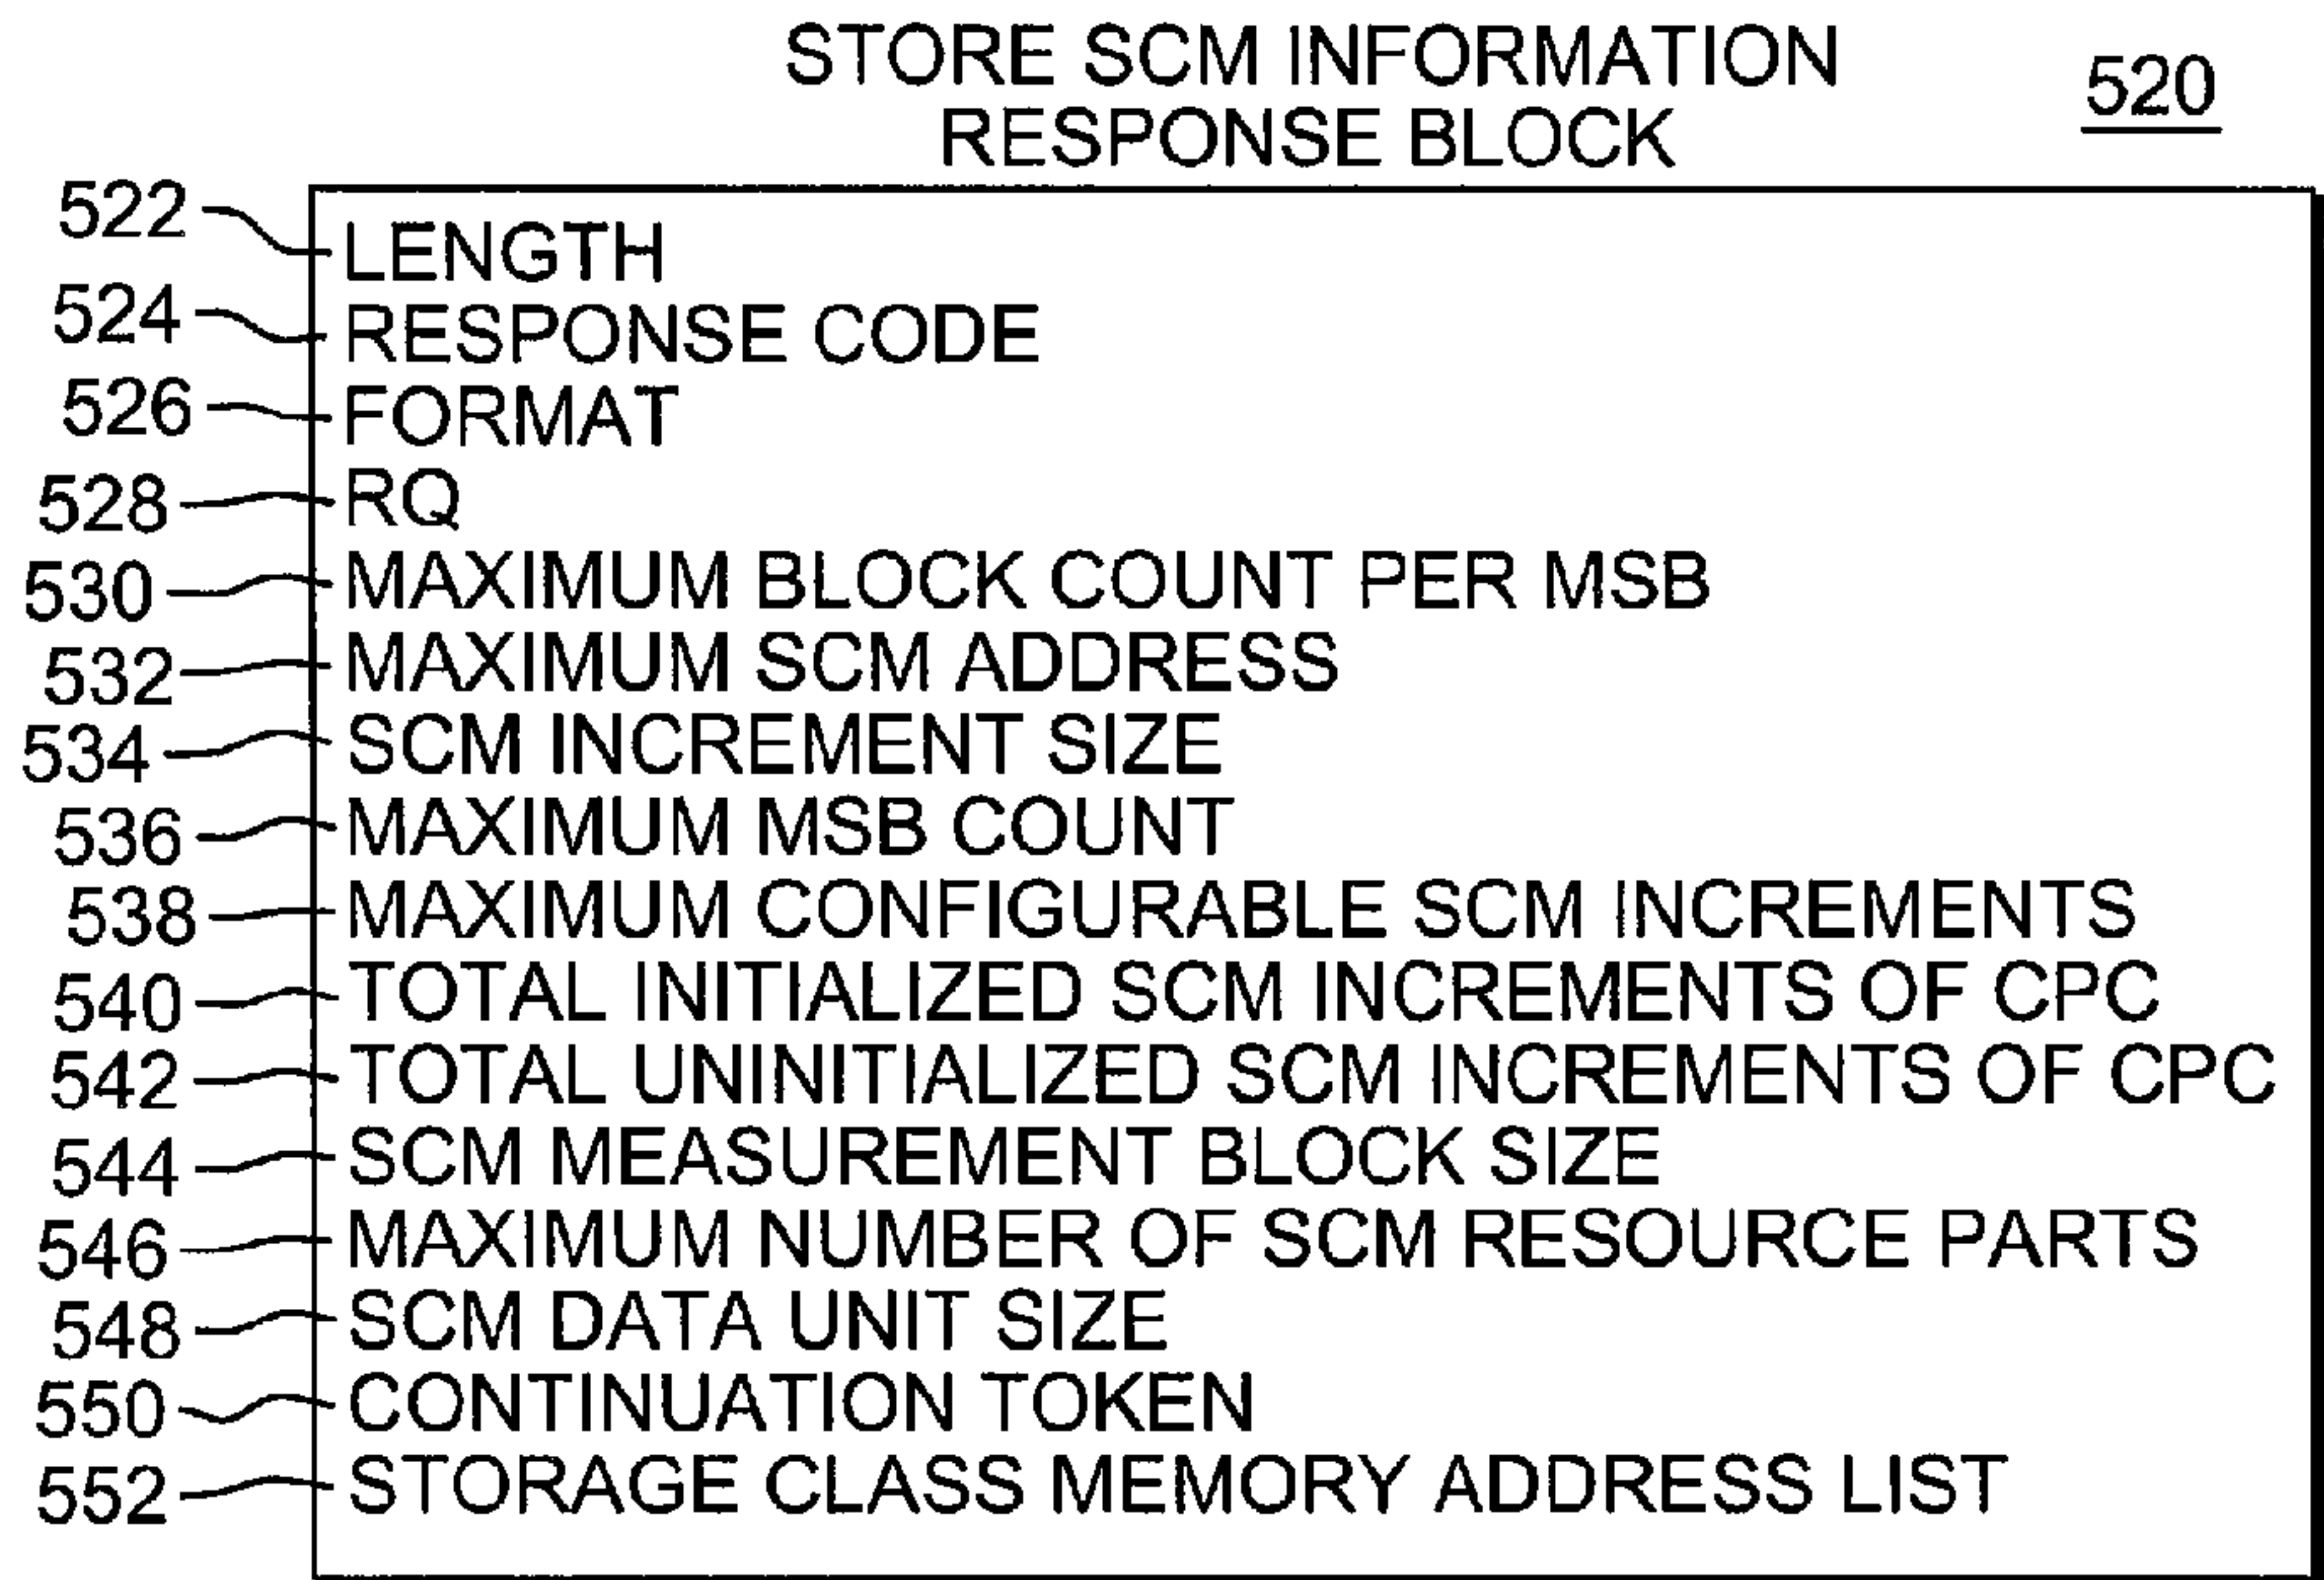 STORE SCM INFORMATION
RESPONSE BLOCK
520
522 LENGTH
524 RESPONSE CODE
526 FORMAT
528 RQ
530 MAXIMUM BLOCK COUNT PER MSB
532 MAXIMUM SCM ADDRESS
534 SCM INCREMENT SIZE
536 MAXIMUM MSB COUNT
538 MAXIMUM CONFIGURABLE SCM INCREMENTS
540 TOTAL INITIALIZED SCM INCREMENTS OF CPC
542 TOTAL UNINITIALIZED SCM INCREMENTS OF CPC
544 SCM MEASUREMENT BLOCK SIZE
546 MAXIMUM NUMBER OF SCM RESOURCE PARTS
548 SCM DATA UNIT SIZE
550 CONTINUATION TOKEN
552 STORAGE CLASS MEMORY ADDRESS LIST